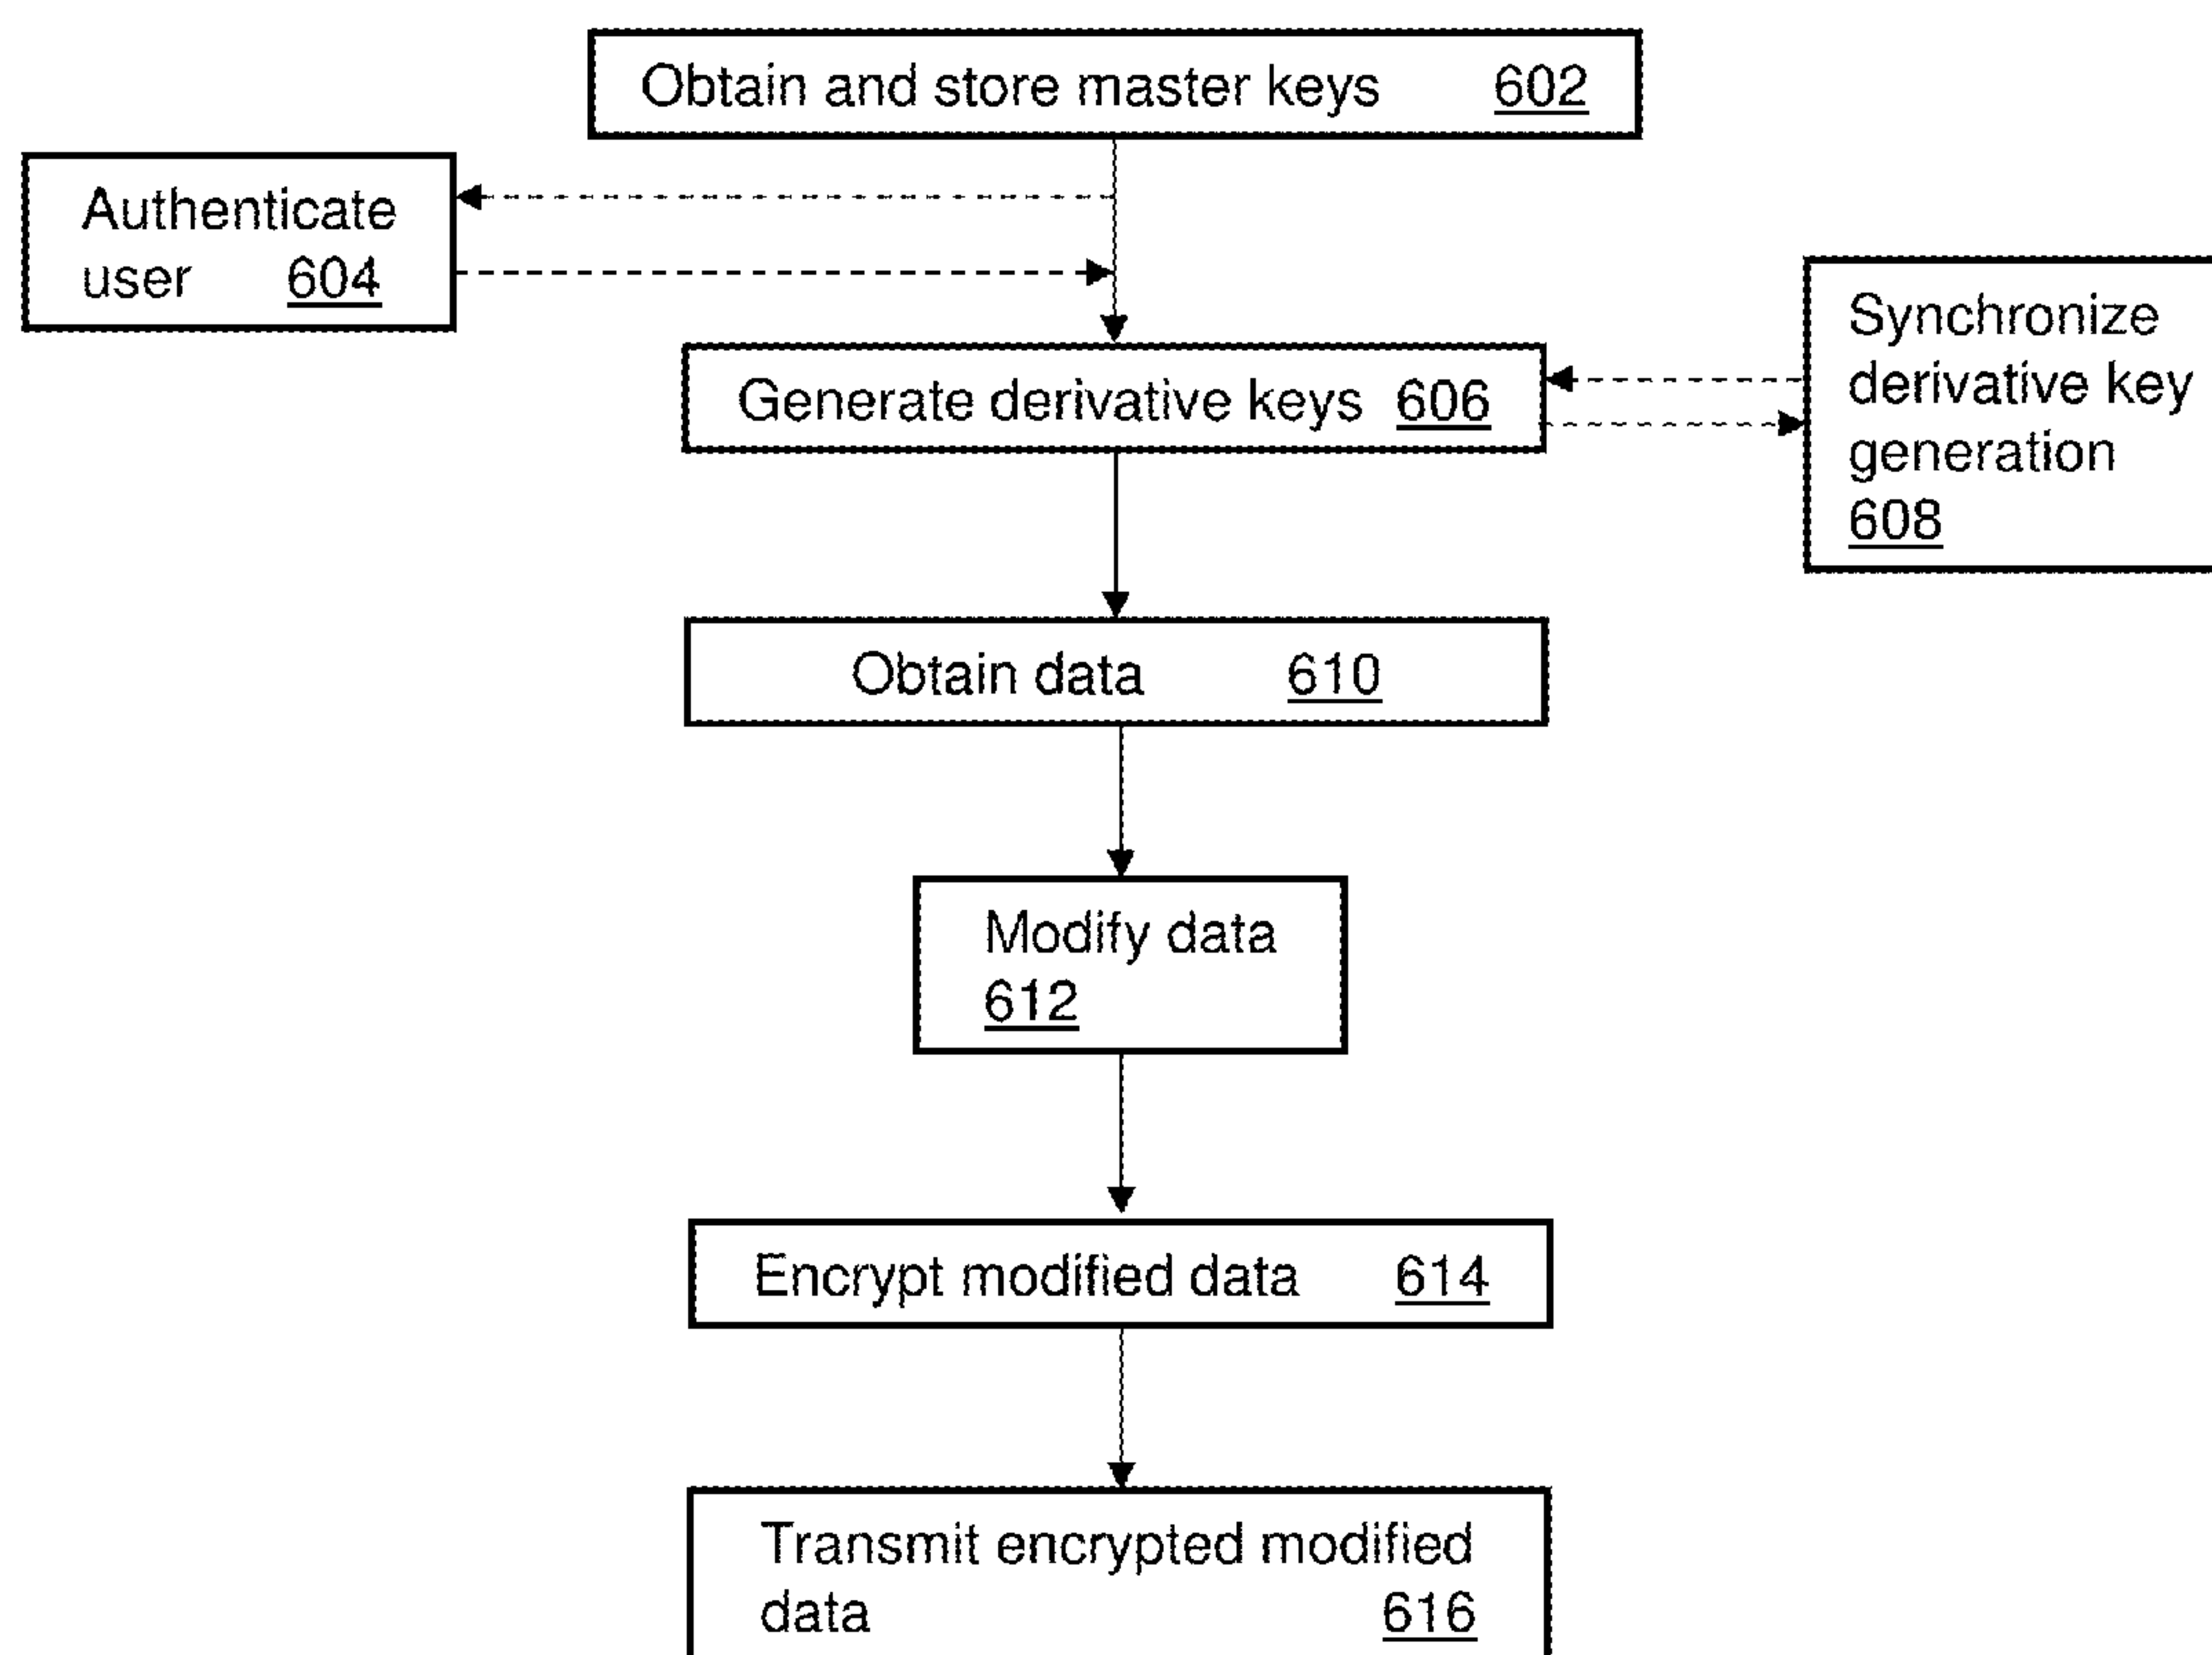 Obtain and store master keys 602
Authenticate
user 604
Generate derivative keys 606
Synchronize
derivative key
generation
608
Obtain data 610
Modify data
612
Encrypt modified data 614
Transmit encrypted modified
data 616